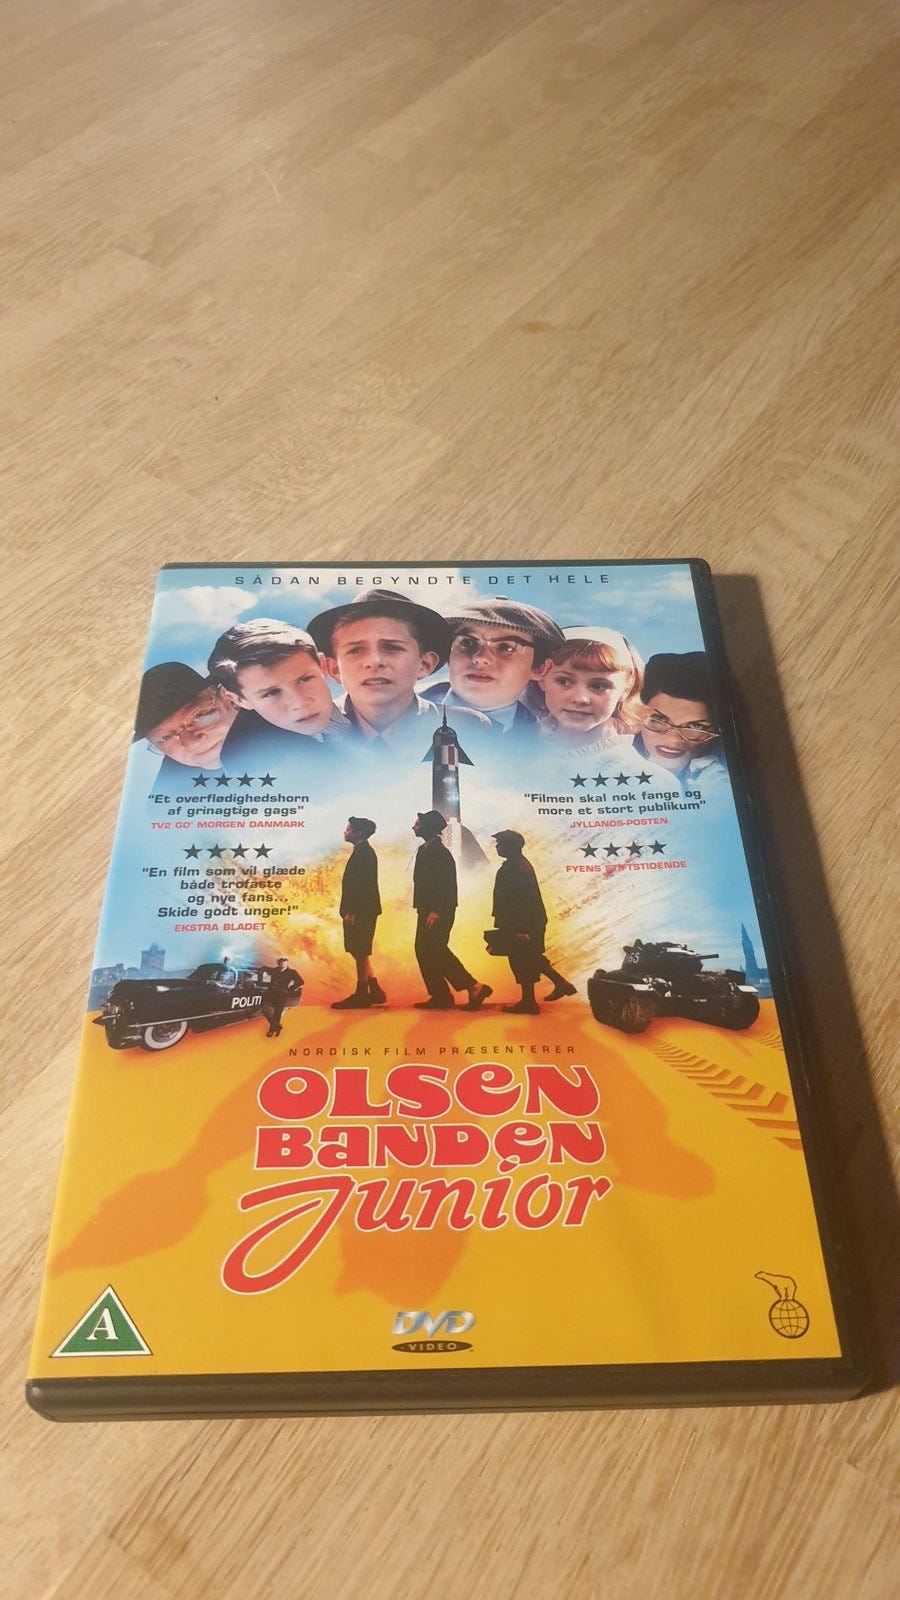 SÅDAN BEGYNDTE DET HELE
"Et overflødighedshorn
af grinagtige gags"
TV2 GO' MORGEN DANMARK
"En film som vil glæde
både trofaste
og nye fans...
Skide godt unger!"
EKSTRA BLADET
"Filmen skal nok fange og
more et stort publikum"
JYLLANDS-POSTEN
FYENS STIFTSTIDENDE
POLITI
65
NORDISK FILM PRÆSENTERER
OLSEN
BANDEN
Junior
A
DVD
VIDEO